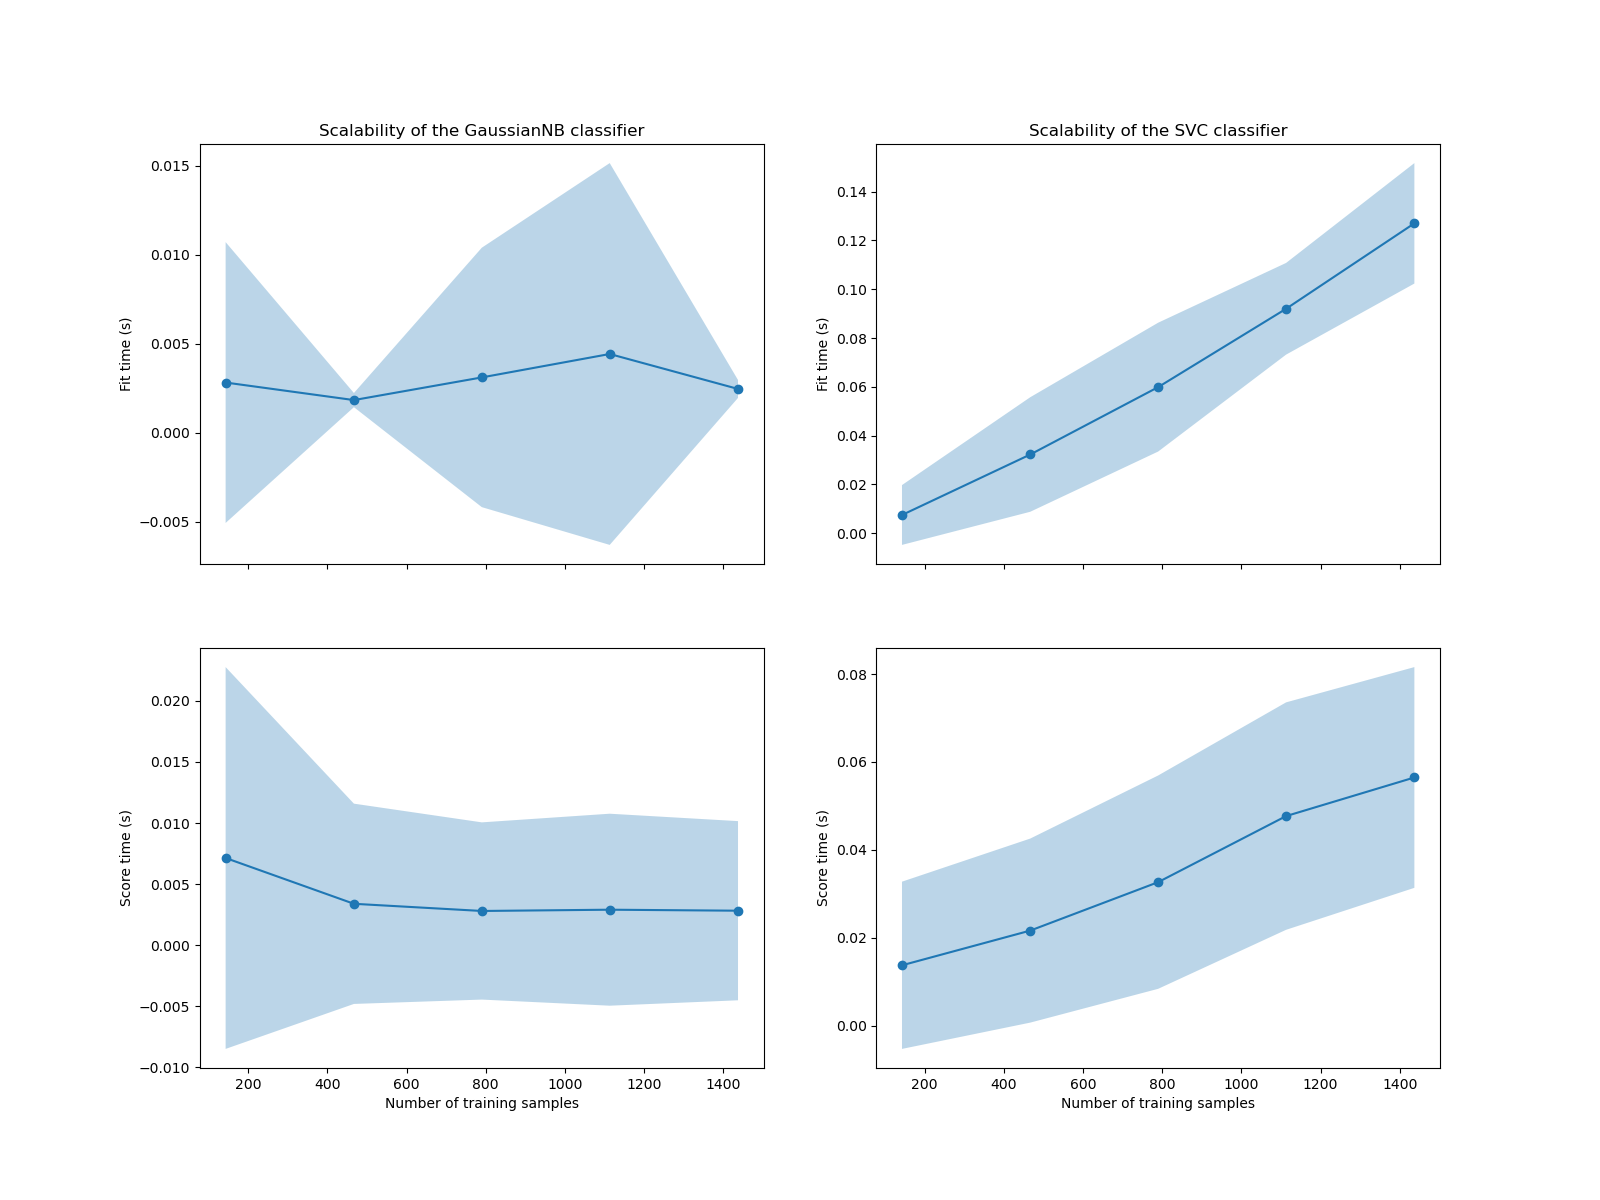 Scalability of the GaussianNB classifier
0.015
0.010
0.005
0.000
−0.005
Fit time (s)
Scalability of the SVC classifier
0.14
0.12
0.10
0.08
0.06
0.04
0.02
0.00
Fit time (s)
0.020
0.015
0.010
0.005
0.000
−0.005
−0.010
Score time (s)
200 400 600 800 1000 1200 1400
Number of training samples
0.08
0.06
0.04
0.02
0.00
Score time (s)
200 400 600 800 1000 1200 1400
Number of training samples